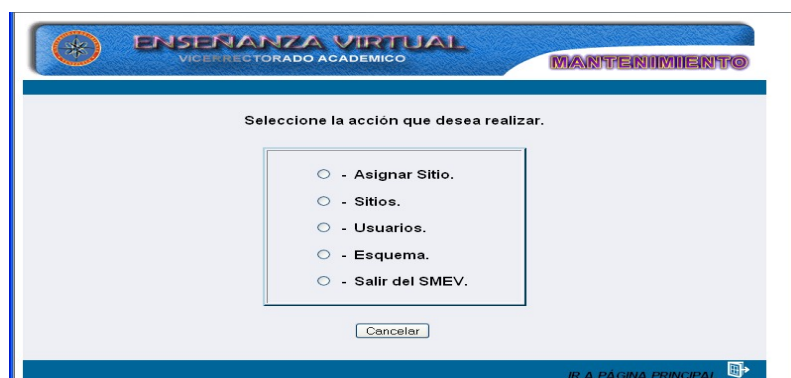 ENSEÑANZA VIRTUAL
VICERRECTORADO ACADEMICO
MANTENIMIENTO
Seleccione la acción que desea realizar.
- Asignar Sitio.
- Sitios.
- Usuarios.
- Esquema.
- Salir del SMEV.
Cancelar
IR A PÁGINA PRINCIPAL